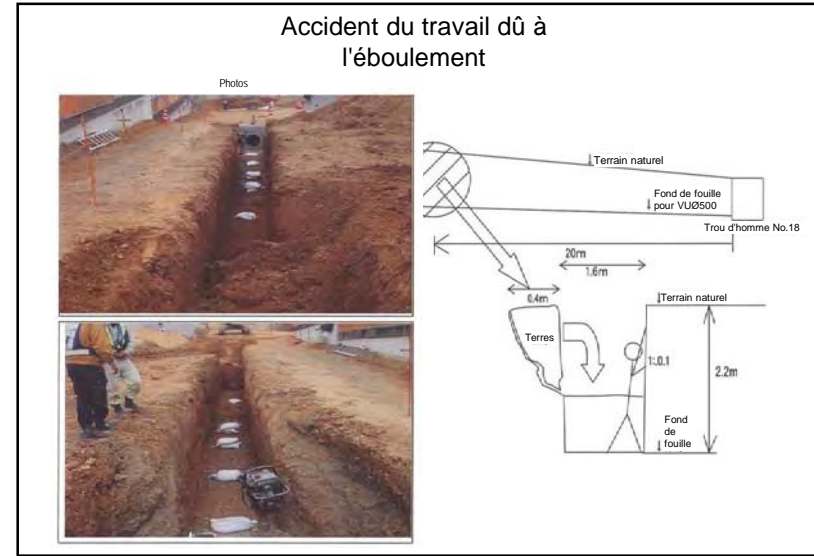 Accident du travail dû à
l'éboulement
Photos
Terrain naturel
Fond de fouille
pour VUØ500
Trou d'homme No.18
20m
1.6m
0.4m
Terrain naturel
Terres
1:0.1
2.2m
Fond
de
fouille